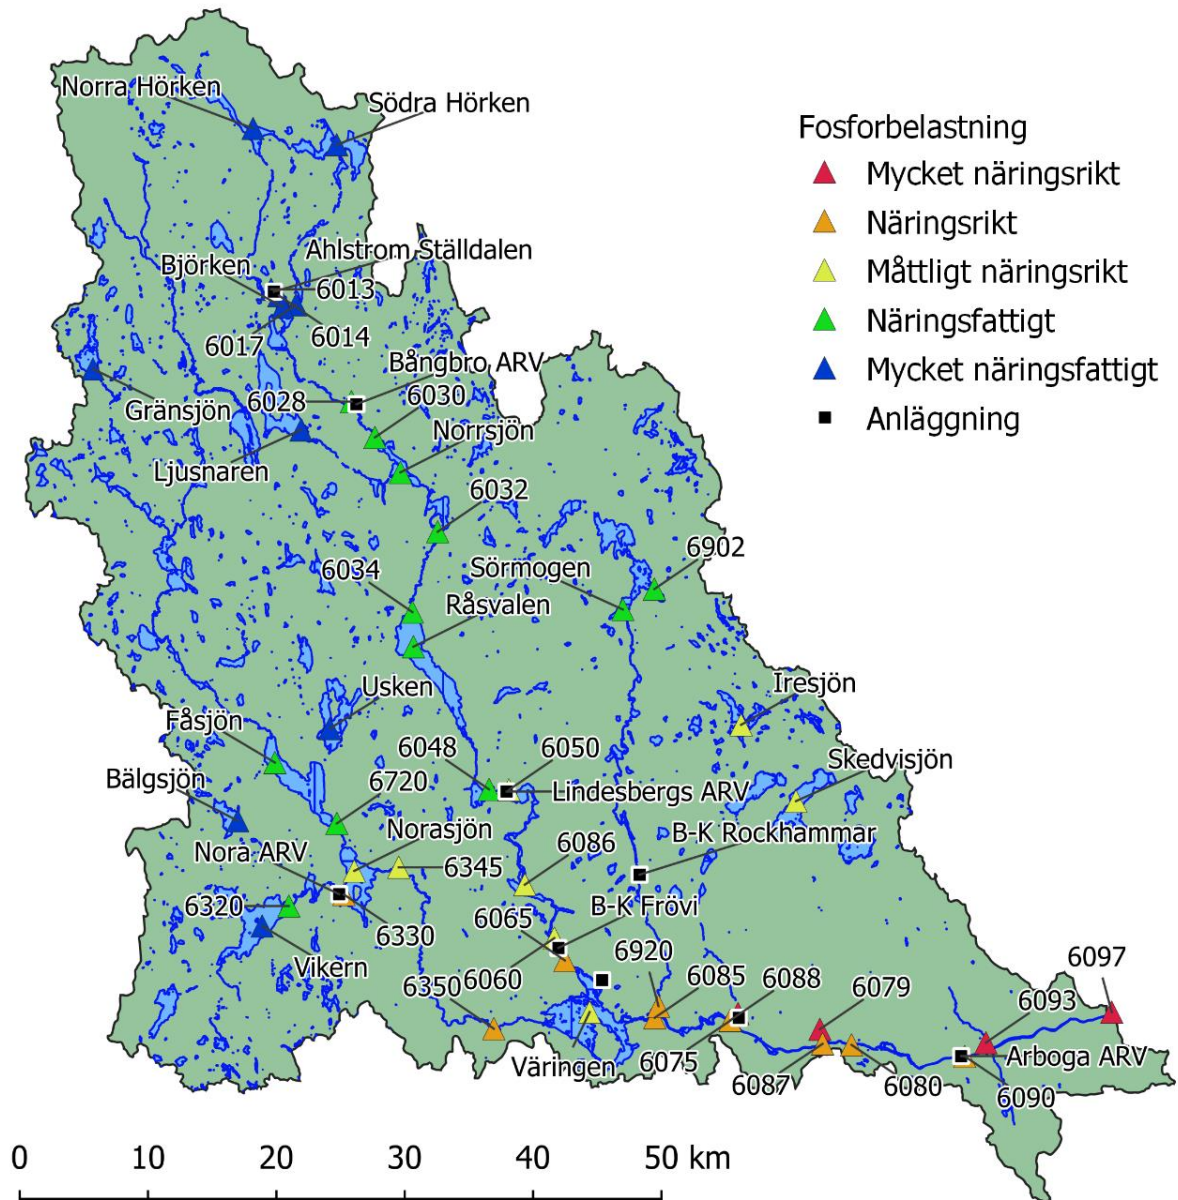 Norra Hörken
Södra Hörken
Fosforbelastning
Mycket näringsrikt
Näringsrikt
Måttligt näringsrikt
Näringsfattigt
Mycket näringsfattigt
Anläggning
Ahlstrom Ställdalen
Björken
6013
6017
6014
Bångbro ARV
6028
6030
Gränsjön
Norrsjön
Ljusnaren
6032
6902
6034
Sörmogen
Råsvalen
Usken
Iresjön
Fåsjön
6048
6050
Skedvisjön
Bälgsjön
6720
Lindesbergs ARV
Norasjön
B-K Rockhammar
Nora ARV
6345
6086
6320
6065
B-K Frövi
6330
6920
Vikern
6350
6060
6085
6088
6079
6097
6093
Väringen
6075
6087
6080
Arboga ARV
6090
0 10 20 30 40 50 km